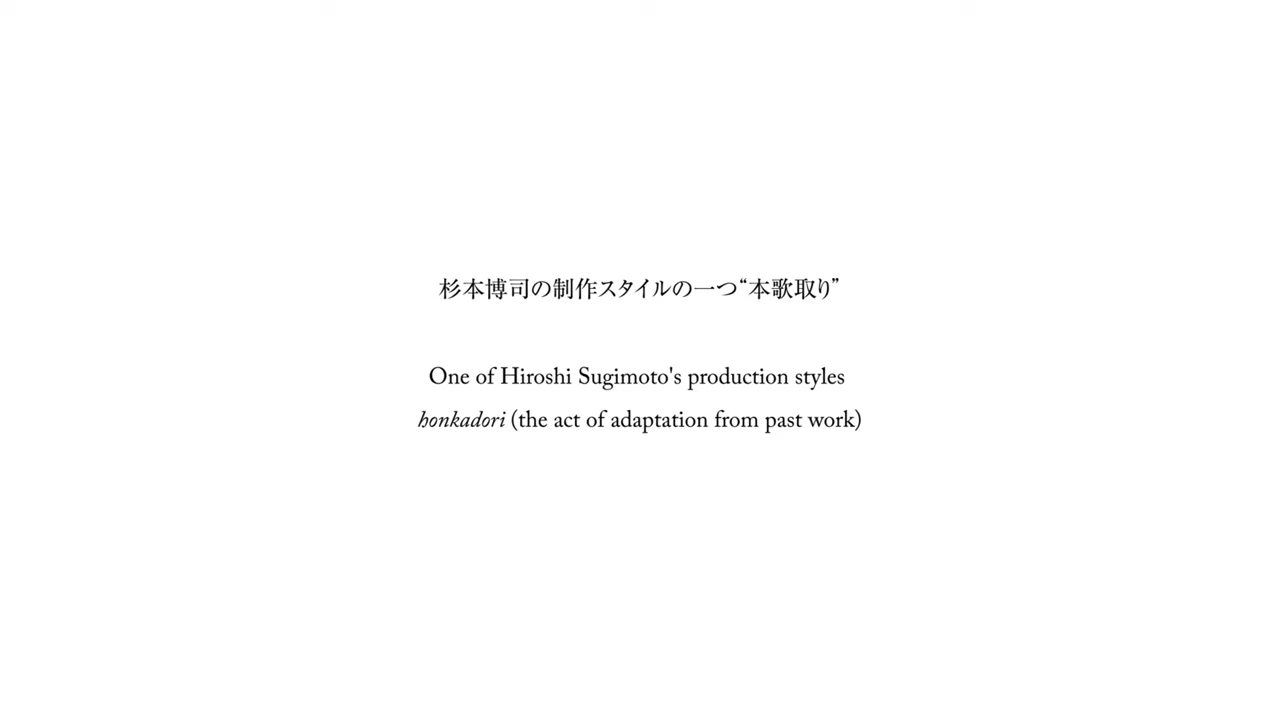 杉本博司の制作スタイルの一つ“本歌取り”
One of Hiroshi Sugimoto's production styles
honkadori (the act of adaptation from past work)